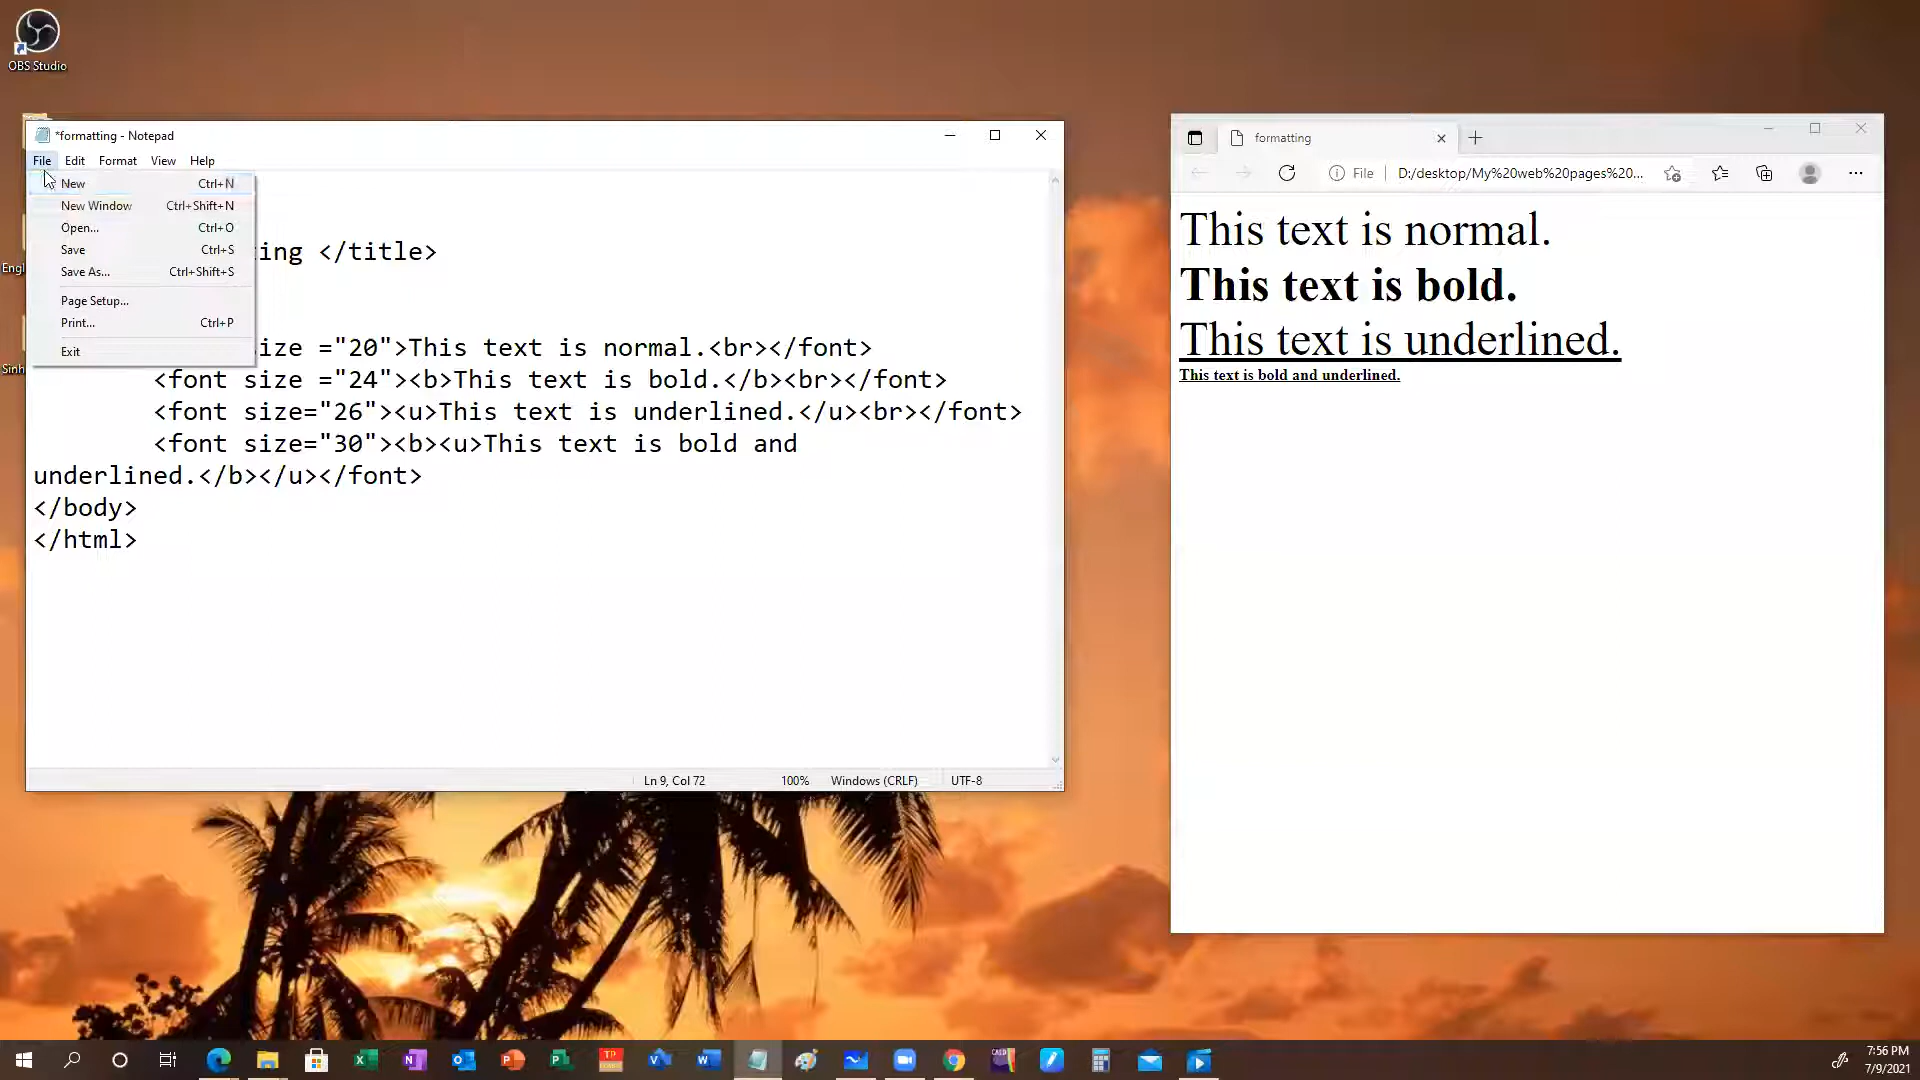 OBS Studio
*formatting - Notepad
File Edit Format View Help
New Ctrl+N
New Window Ctrl+Shift+N
Open... Ctrl+O
Save Ctrl+S
Save As... Ctrl+Shift+S
Page Setup...
Print... Ctrl+P
Exit
Engl
Sinh
ing </title>
ize ="20">This text is normal.<br></font>
<font size ="24"><b>This text is bold.</b><br></font>
<font size="26"><u>This text is underlined.</u><br></font>
<font size="30"><b><u>This text is bold and
underlined.</b></u></font>
</body>
</html>
Ln 9, Col 72 100% Windows (CRLF) UTF-8
formatting
File D:/desktop/My%20web%20pages%20...
This text is normal.
This text is bold.
This text is underlined.
This text is bold and underlined.
7:56 PM
7/9/2021